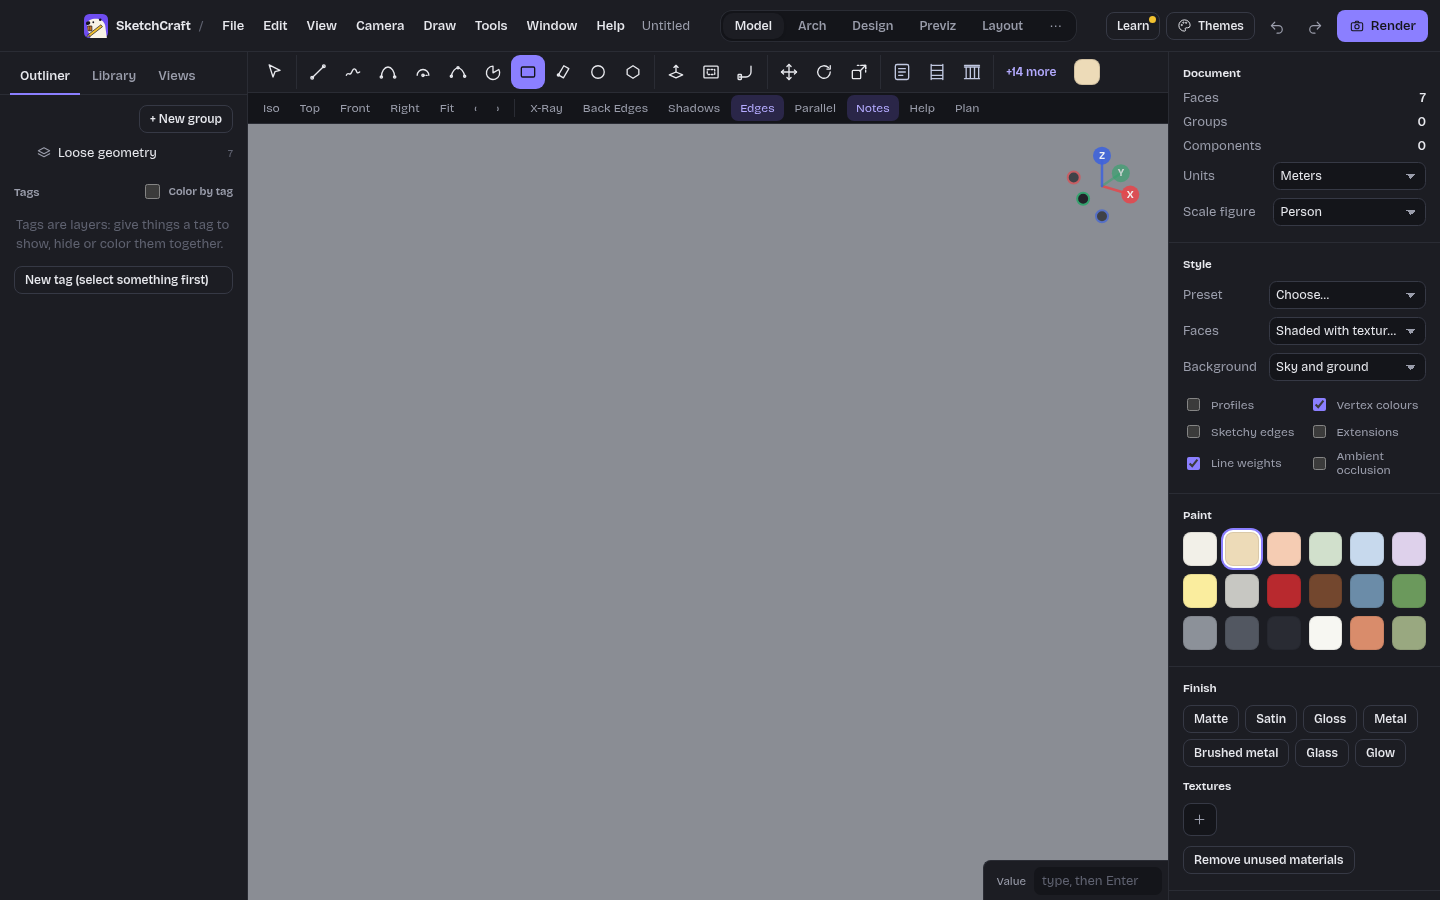 SketchCraft / File Edit View Camera Draw Tools Window Help Untitled Model Arch Design Previz Layout ··· Learn Themes Render
Outliner Library Views
+ New group
Loose geometry 7
Tags Color by tag
Tags are layers: give things a tag to
show, hide or color them together.
New tag (select something first)
+14 more
Iso Top Front Right Fit ‹ › X-Ray Back Edges Shadows Edges Parallel Notes Help Plan
Z
Y
X
Value type, then Enter
Document
Faces 7
Groups 0
Components 0
Units Meters
Scale figure Person
Style
Preset Choose...
Faces Shaded with textur...
Background Sky and ground
Profiles Vertex colours
Sketchy edges Extensions
Line weights Ambient
occlusion
Paint
Finish
Matte Satin Gloss Metal
Brushed metal Glass Glow
Textures
+
Remove unused materials